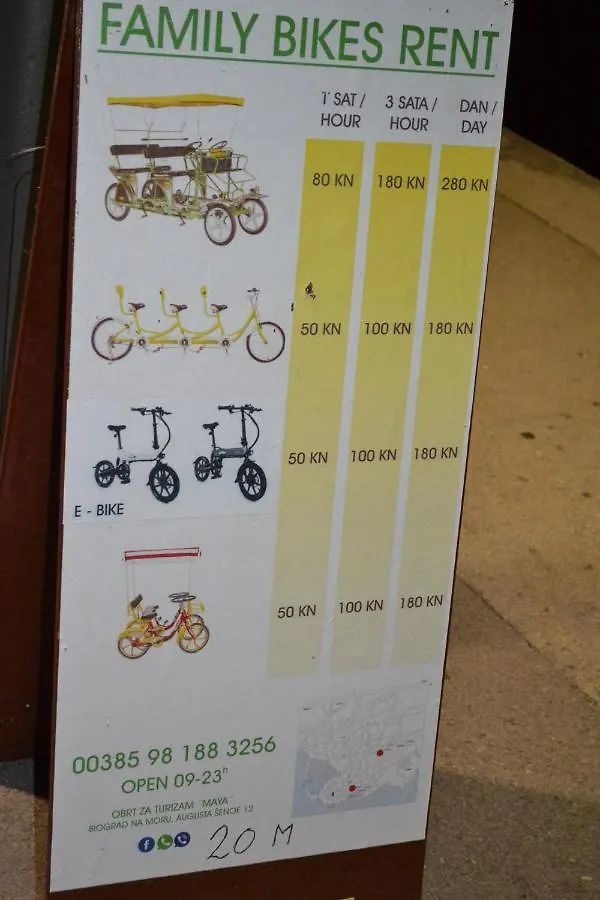 FAMILY BIKES RENT
1 SAT / HOUR
3 SATA / HOUR
DAN / DAY
80 KN 180 KN 280 KN
50 KN 100 KN 180 KN
50 KN 100 KN 180 KN
E - BIKE
50 KN 100 KN 180 KN
00385 98 188 3256
OPEN 09-23h
OBRT ZA TURIZAM "MAYA"
BIOGRAD NA MORU, AUGUSTA ŠENOE 12
20 M